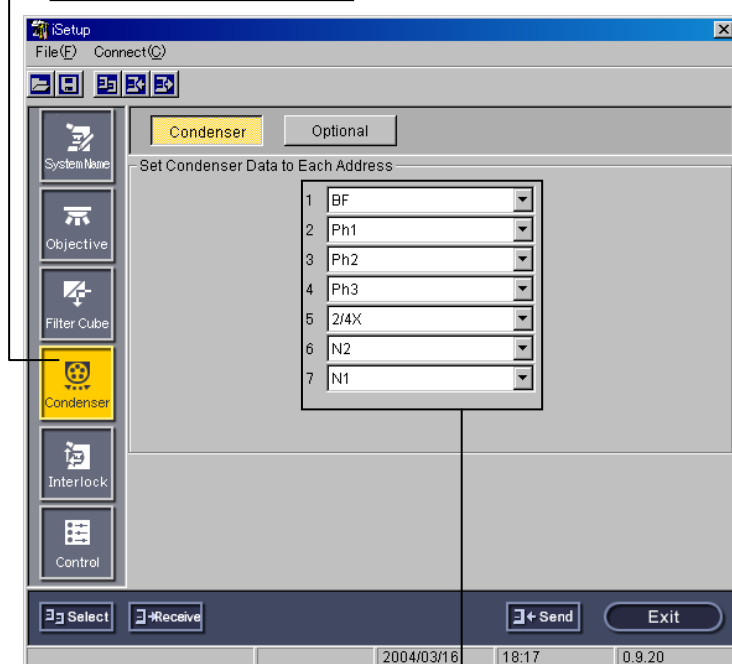 iSetup
File(F) Connect(C)
Condenser Optional
Set Condenser Data to Each Address
1 BF
2 Ph1
3 Ph2
4 Ph3
5 2/4X
6 N2
7 N1
System Name
Objective
Filter Cube
Condenser
Interlock
Control
Select Receive Send Exit
2004/03/16 18:17 0.9.20